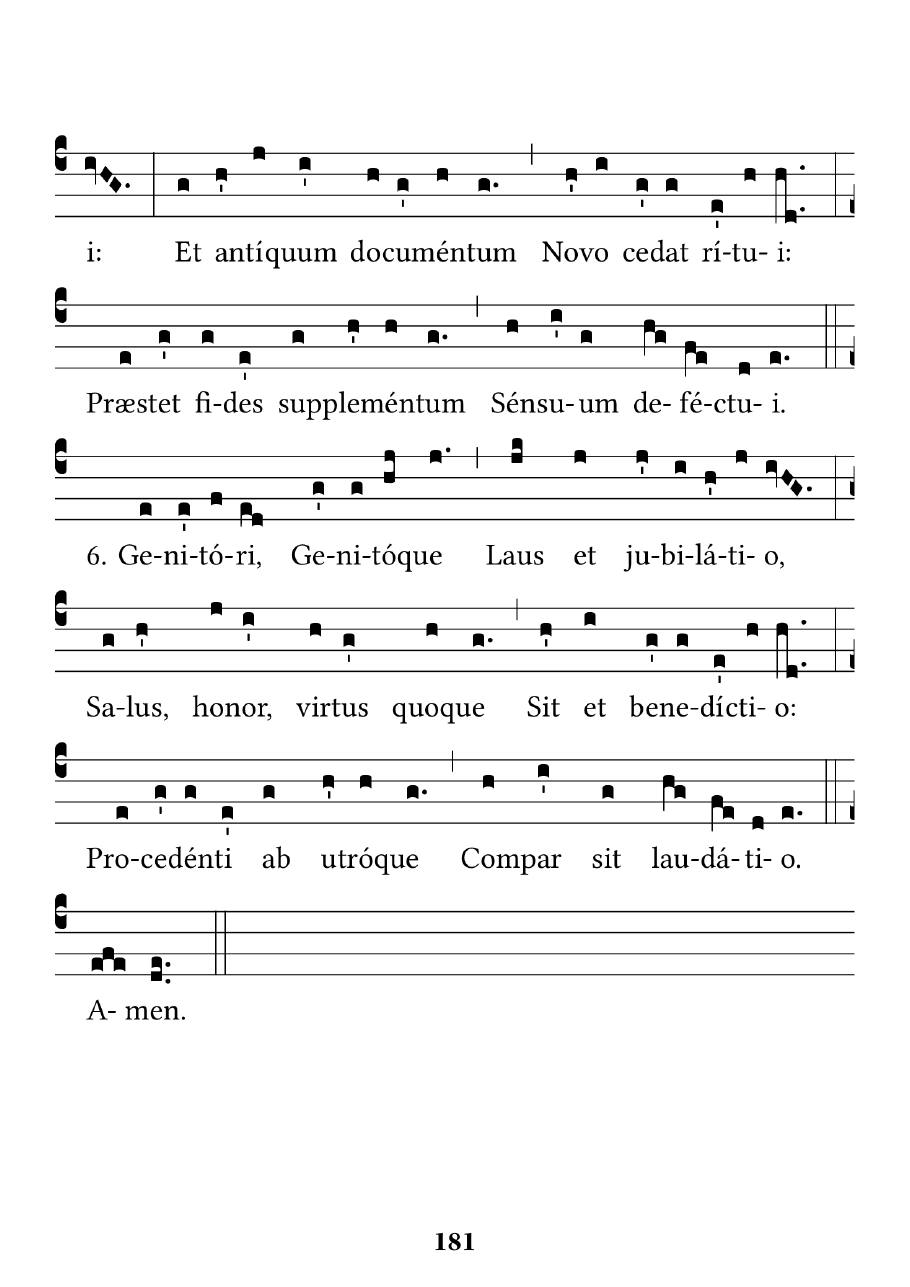 i: Et antíquum documéntum Novo cedat rí-tu- i:
Præstet fi-des suppleméntum Sénsu-um de- fé-ctu- i.
6. Ge-ni-tó-ri, Ge-ni-tóque Laus et ju-bi-lá-ti- o,
Sa-lus, honor, virtus quoque Sit et bene-dícti- o:
Pro-cedénti ab utróque Compar sit lau-dá-ti- o.
A- men.
181